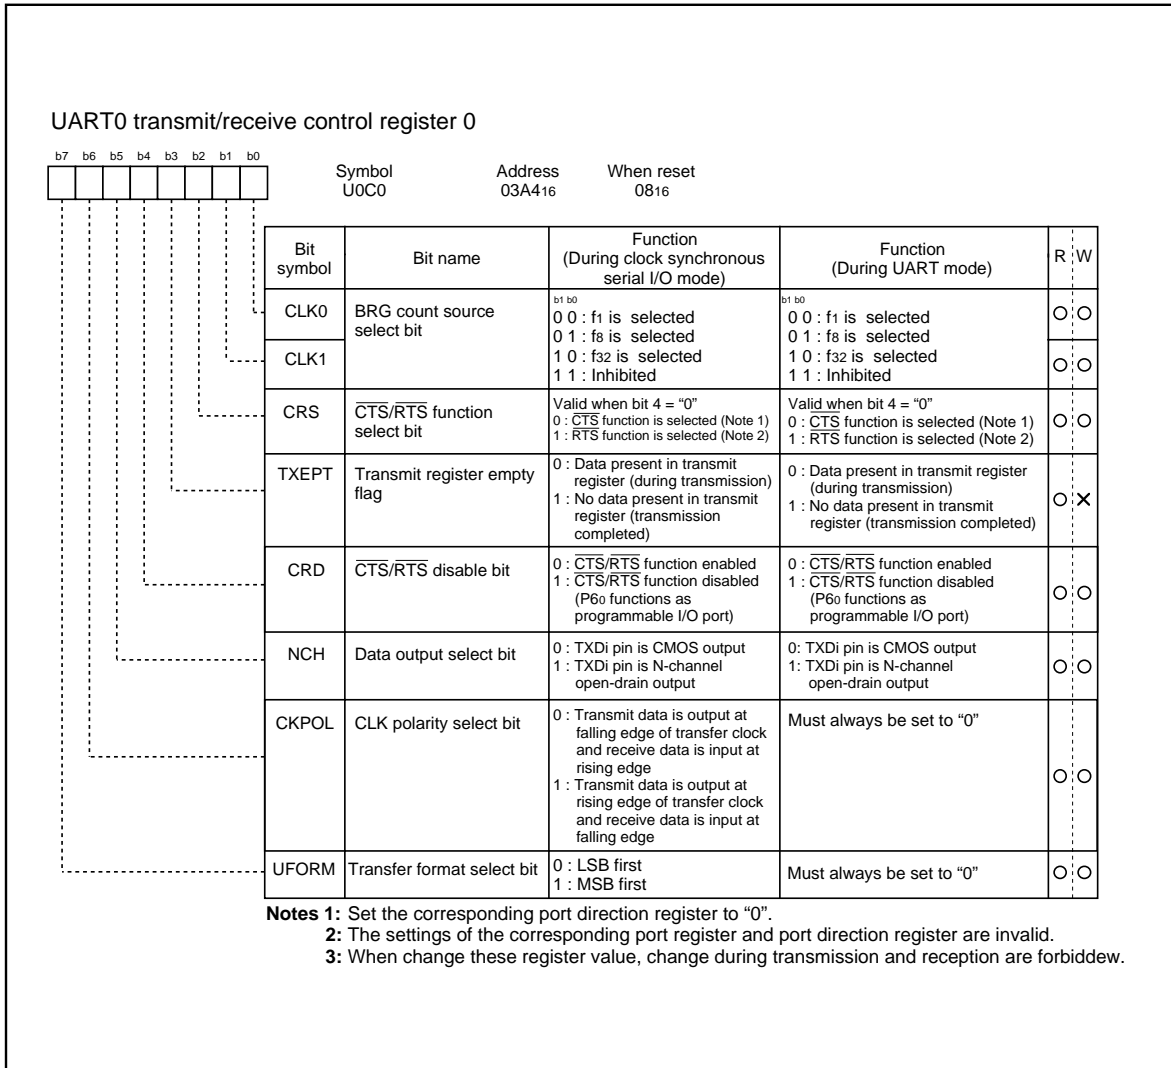 UART0 transmit/receive control register 0
b7 b6 b5 b4 b3 b2 b1 b0
Symbol Address When reset
U0C0 03A416 0816
Bit symbol
Bit name
Function
(During clock synchronous
serial I/O mode)
Function
(During UART mode)
R W
CLK0
CLK1
BRG count source
select bit
b1 b0
0 0 : f1 is selected
0 1 : f8 is selected
1 0 : f32 is selected
1 1 : Inhibited
b1 b0
0 0 : f1 is selected
0 1 : f8 is selected
1 0 : f32 is selected
1 1 : Inhibited
CRS
CTS/RTS function
select bit
Valid when bit 4 = “0”
0 : CTS function is selected (Note 1)
1 : RTS function is selected (Note 2)
Valid when bit 4 = “0”
0 : CTS function is selected (Note 1)
1 : RTS function is selected (Note 2)
TXEPT
Transmit register empty
flag
0 : Data present in transmit
register (during transmission)
1 : No data present in transmit
register (transmission
completed)
0 : Data present in transmit register
(during transmission)
1 : No data present in transmit
register (transmission completed)
CRD
CTS/RTS disable bit
0 : CTS/RTS function enabled
1 : CTS/RTS function disabled
(P60 functions as
programmable I/O port)
0 : CTS/RTS function enabled
1 : CTS/RTS function disabled
(P60 functions as
programmable I/O port)
NCH
Data output select bit
0 : TXDi pin is CMOS output
1 : TXDi pin is N-channel
open-drain output
0: TXDi pin is CMOS output
1: TXDi pin is N-channel
open-drain output
CKPOL
CLK polarity select bit
0 : Transmit data is output at
falling edge of transfer clock
and receive data is input at
rising edge
1 : Transmit data is output at
rising edge of transfer clock
and receive data is input at
falling edge
Must always be set to “0”
UFORM
Transfer format select bit
0 : LSB first
1 : MSB first
Must always be set to “0”
Notes 1: Set the corresponding port direction register to “0”.
2: The settings of the corresponding port register and port direction register are invalid.
3: When change these register value, change during transmission and reception are forbiddew.